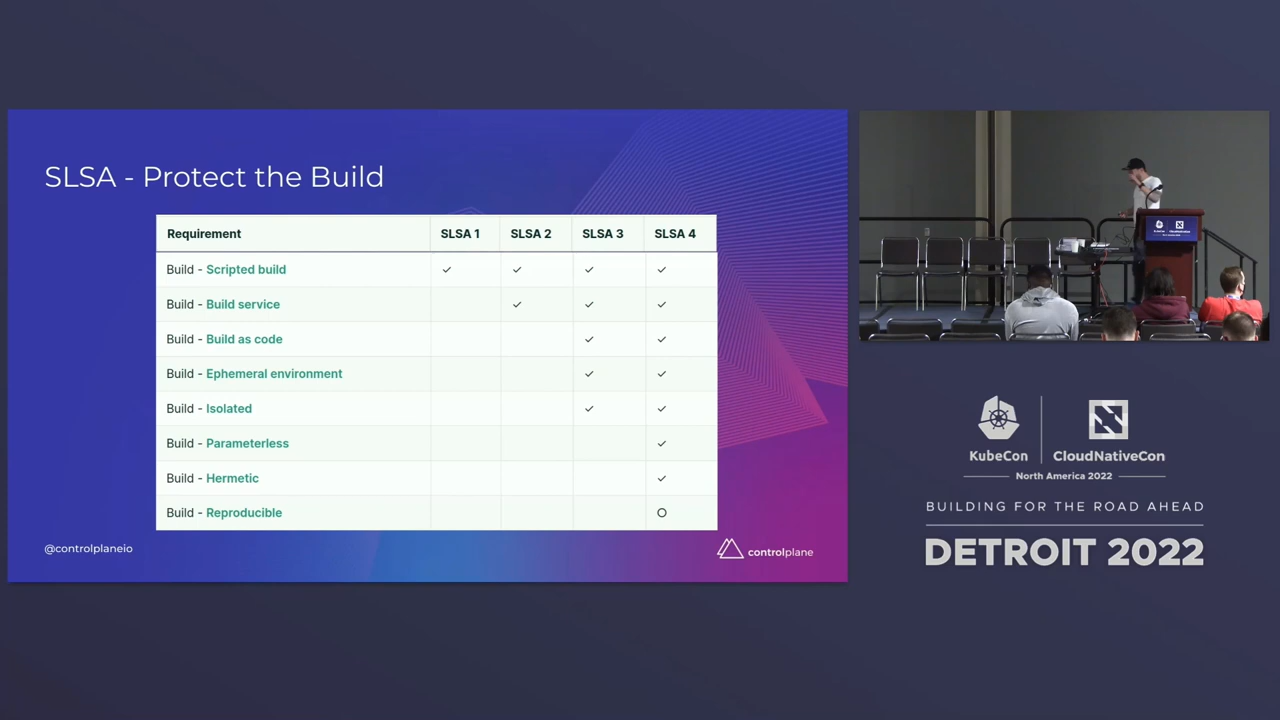 SLSA - Protect the Build
Requirement SLSA 1 SLSA 2 SLSA 3 SLSA 4
Build - Scripted build ✓ ✓ ✓ ✓
Build - Build service ✓ ✓ ✓
Build - Build as code ✓ ✓
Build - Ephemeral environment ✓ ✓
Build - Isolated ✓ ✓
Build - Parameterless ✓
Build - Hermetic ✓
Build - Reproducible ○
@controlplaneio
controlplane
KubeCon CloudNativeCon
North America 2022
BUILDING FOR THE ROAD AHEAD
DETROIT 2022